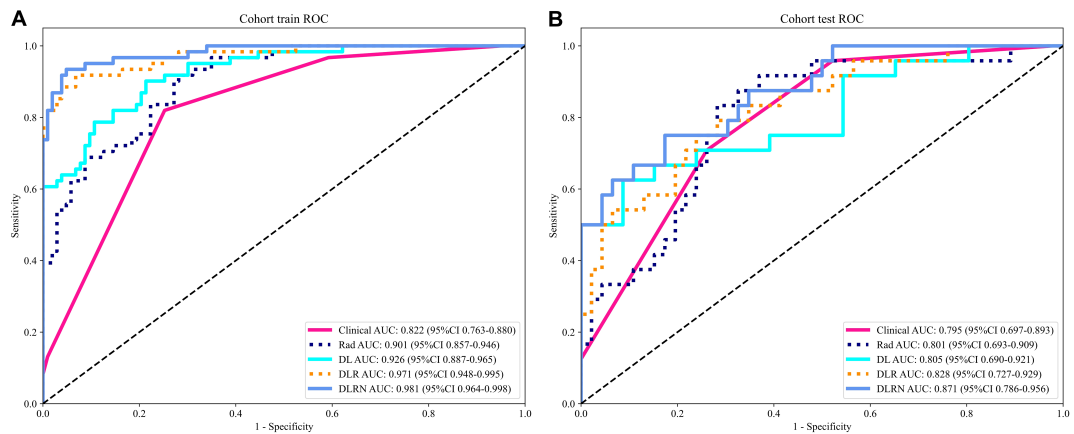 A
Cohort train ROC
1.0
0.8
0.6
0.4
0.2
0.0
Sensitivity
0.0
0.2
0.4
0.6
0.8
1.0
1 - Specificity
Clinical AUC: 0.822 (95%CI 0.763-0.880)
Rad AUC: 0.901 (95%CI 0.857-0.946)
DL AUC: 0.926 (95%CI 0.887-0.965)
DLR AUC: 0.971 (95%CI 0.948-0.995)
DLRN AUC: 0.981 (95%CI 0.964-0.998)
B
Cohort test ROC
1.0
0.8
0.6
0.4
0.2
0.0
Sensitivity
0.0
0.2
0.4
0.6
0.8
1.0
1 - Specificity
Clinical AUC: 0.795 (95%CI 0.697-0.893)
Rad AUC: 0.801 (95%CI 0.693-0.909)
DL AUC: 0.805 (95%CI 0.690-0.921)
DLR AUC: 0.828 (95%CI 0.727-0.929)
DLRN AUC: 0.871 (95%CI 0.786-0.956)